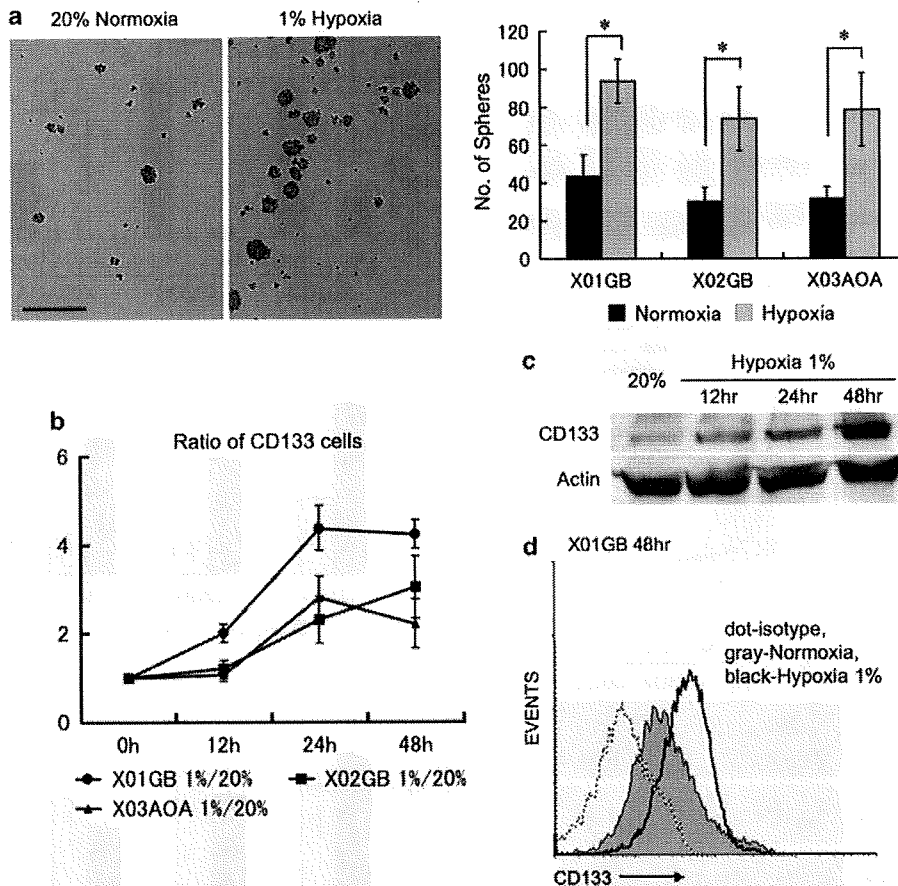 a
20% Normoxia
1% Hypoxia
No. of Spheres
120
100
80
60
40
20
0
*
*
*
X01GB
X02GB
X03AOA
Normoxia
Hypoxia
b
Ratio of CD133 cells
6
4
2
0
0h
12h
24h
48h
X01GB 1%/20%
X02GB 1%/20%
X03AOA 1%/20%
c
20%
Hypoxia 1%
12hr
24hr
48hr
CD133
Actin
d
X01GB 48hr
dot-isotype,
gray-Normoxia,
black-Hypoxia 1%
EVENTS
CD133